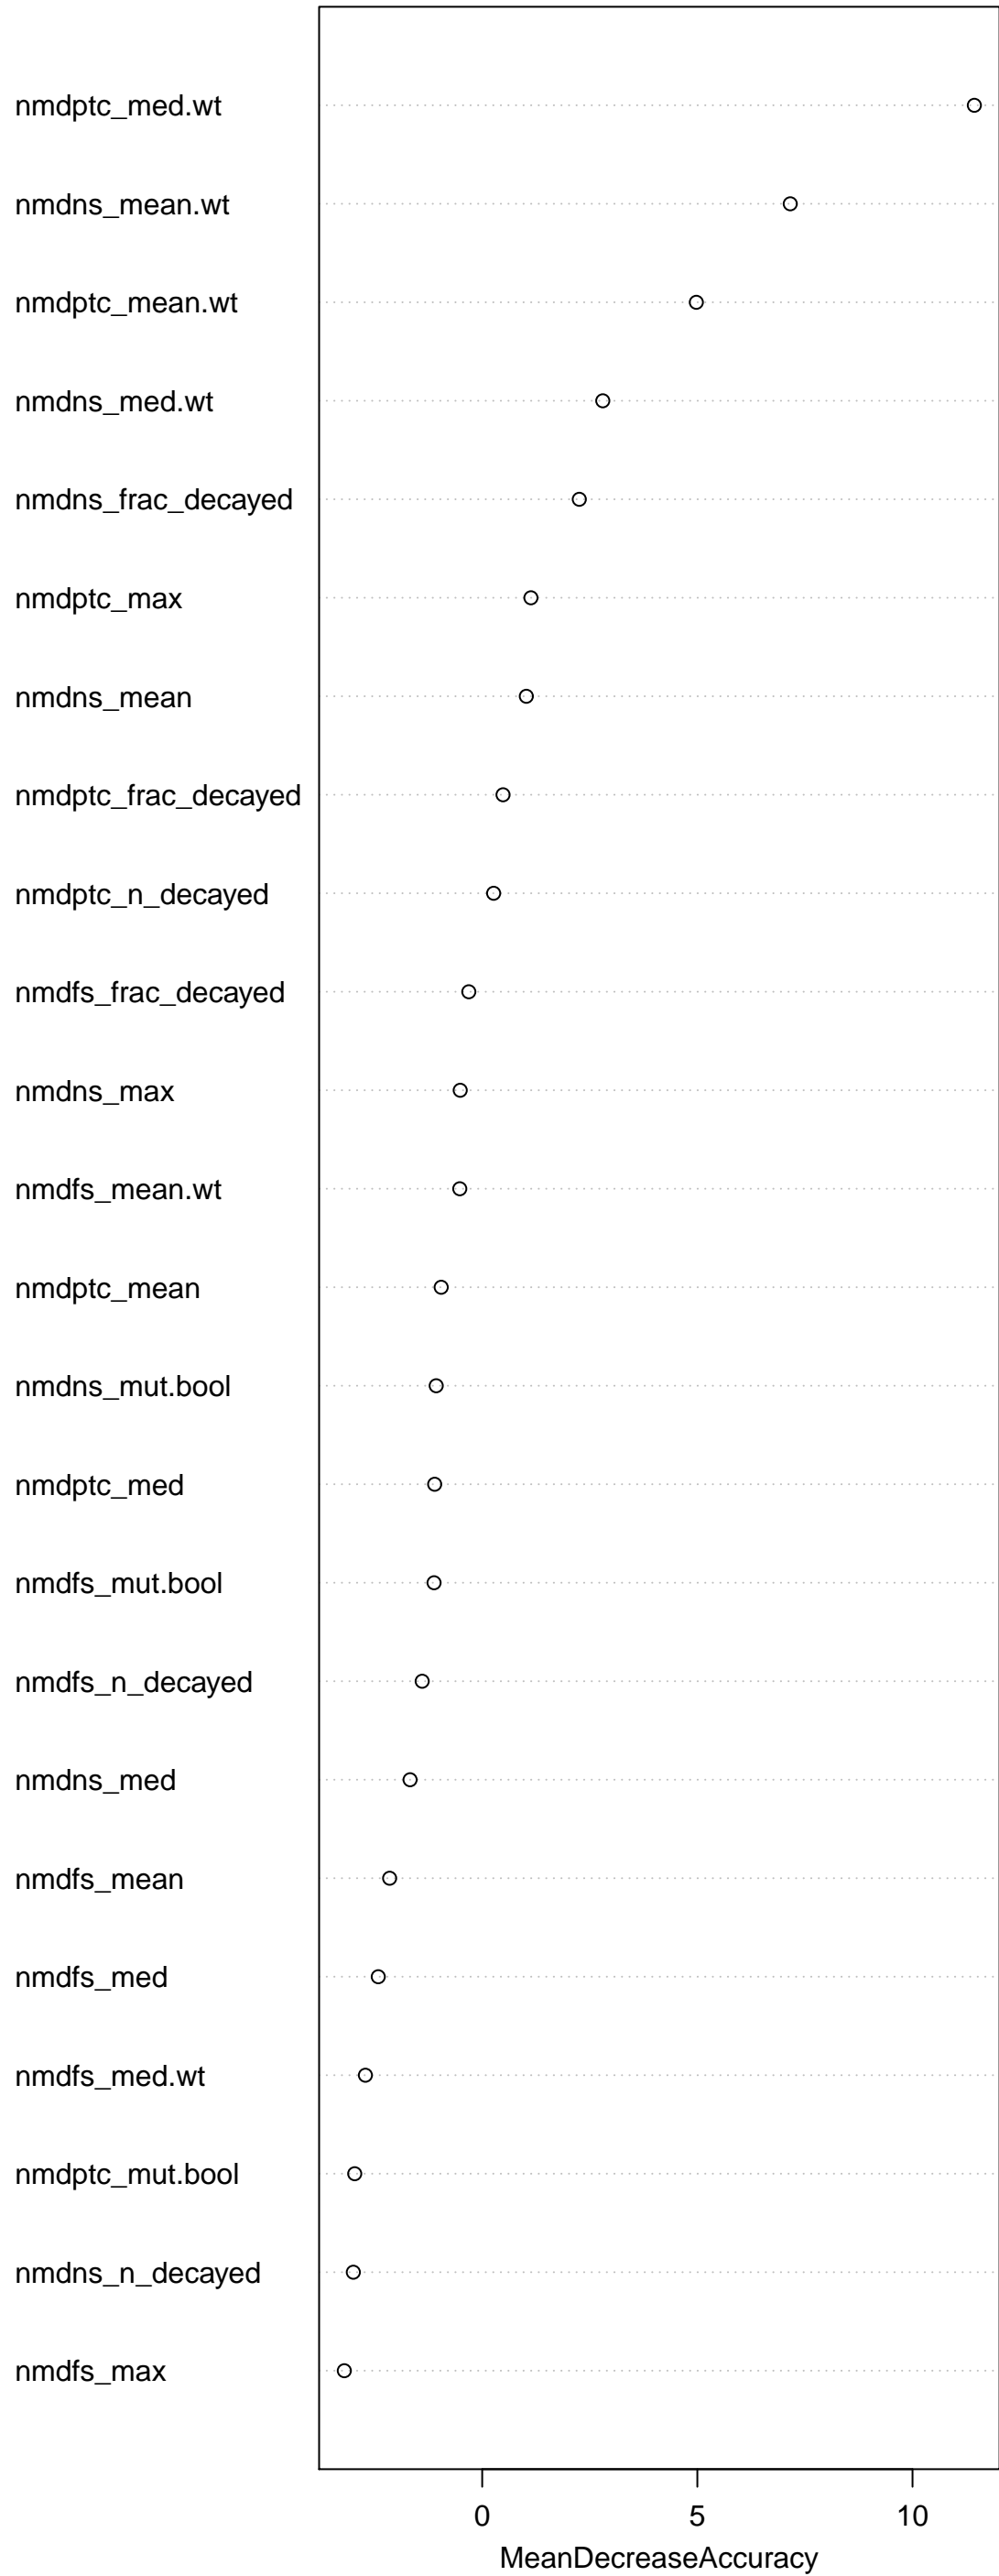 nmdptc_med.wt
nmdns_mean.wt
nmdptc_mean.wt
nmdns_med.wt
nmdns_frac_decayed
nmdptc_max
nmdns_mean
nmdptc_frac_decayed
nmdptc_n_decayed
nmdfs_frac_decayed
nmdns_max
nmdfs_mean.wt
nmdptc_mean
nmdns_mut.bool
nmdptc_med
nmdfs_mut.bool
nmdfs_n_decayed
nmdns_med
nmdfs_mean
nmdfs_med
nmdfs_med.wt
nmdptc_mut.bool
nmdns_n_decayed
nmdfs_max
0 5 10
MeanDecreaseAccuracy